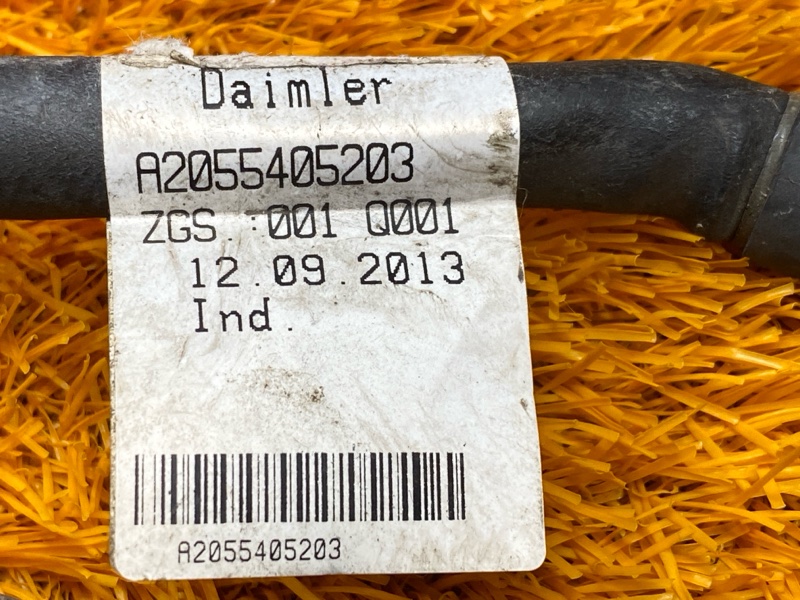 Daimler
A2055405203
ZGS :001 Q001
12.09.2013
Ind.
A2055405203